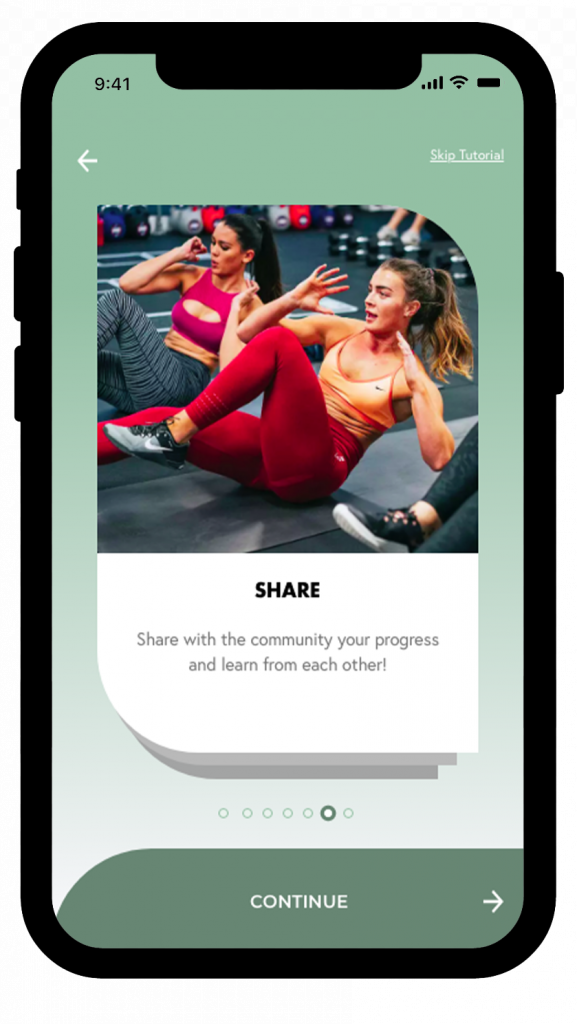 9:41
Skip Tutorial
SHARE
Share with the community your progress
and learn from each other!
CONTINUE